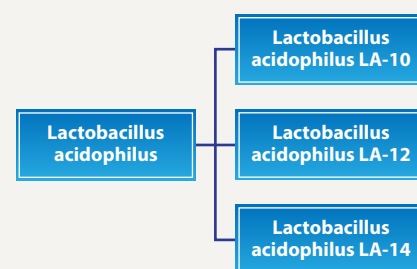 Lactobacillus
acidophilus
Lactobacillus
acidophilus LA-10
Lactobacillus
acidophilus LA-12
Lactobacillus
acidophilus LA-14